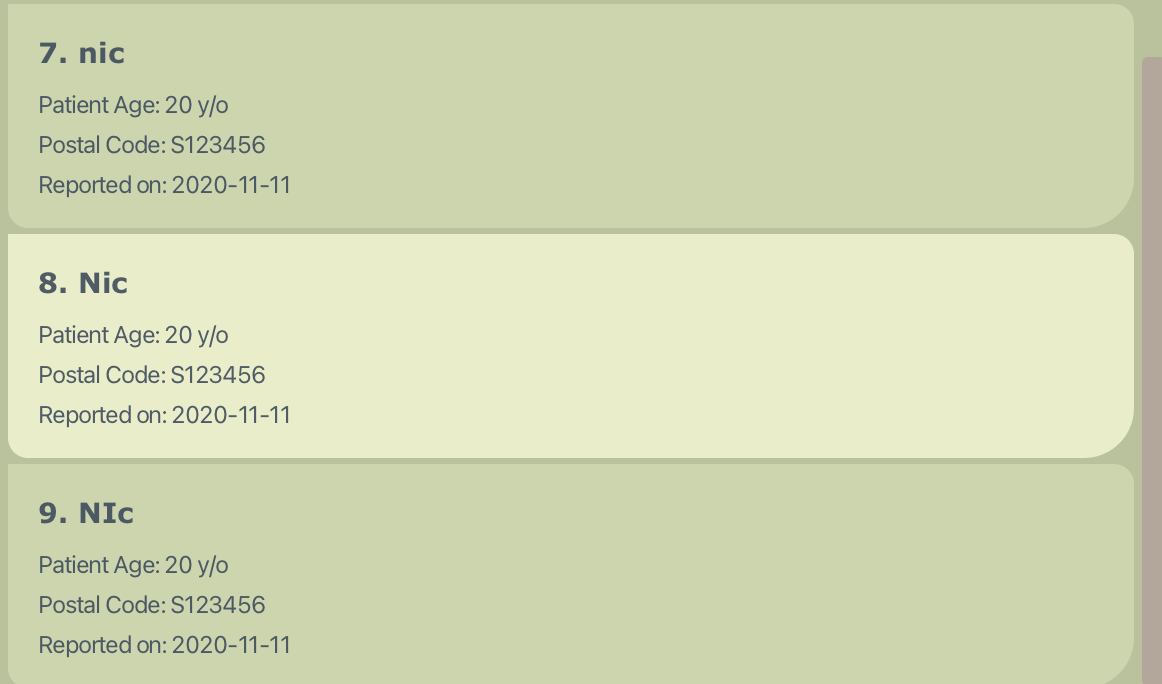 7. nic
Patient Age: 20 y/o
Postal Code: S123456
Reported on: 2020-11-11
8. Nic
Patient Age: 20 y/o
Postal Code: S123456
Reported on: 2020-11-11
9. NIc
Patient Age: 20 y/o
Postal Code: S123456
Reported on: 2020-11-11